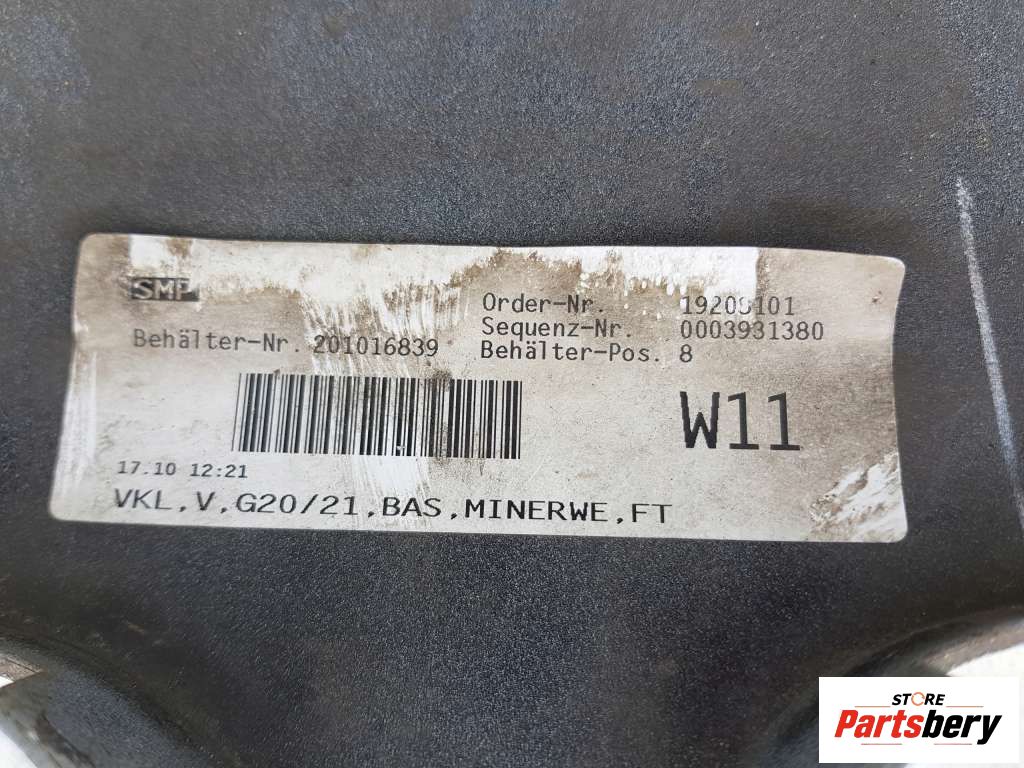 SMP
Order-Nr. 19208101
Sequenz-Nr. 0003931380
Behälter-Nr. 201016839 Behälter-Pos. 8
W11
17.10 12:21
VKL,V,G20/21,BAS,MINERWE,FT
STORE
Partsbery